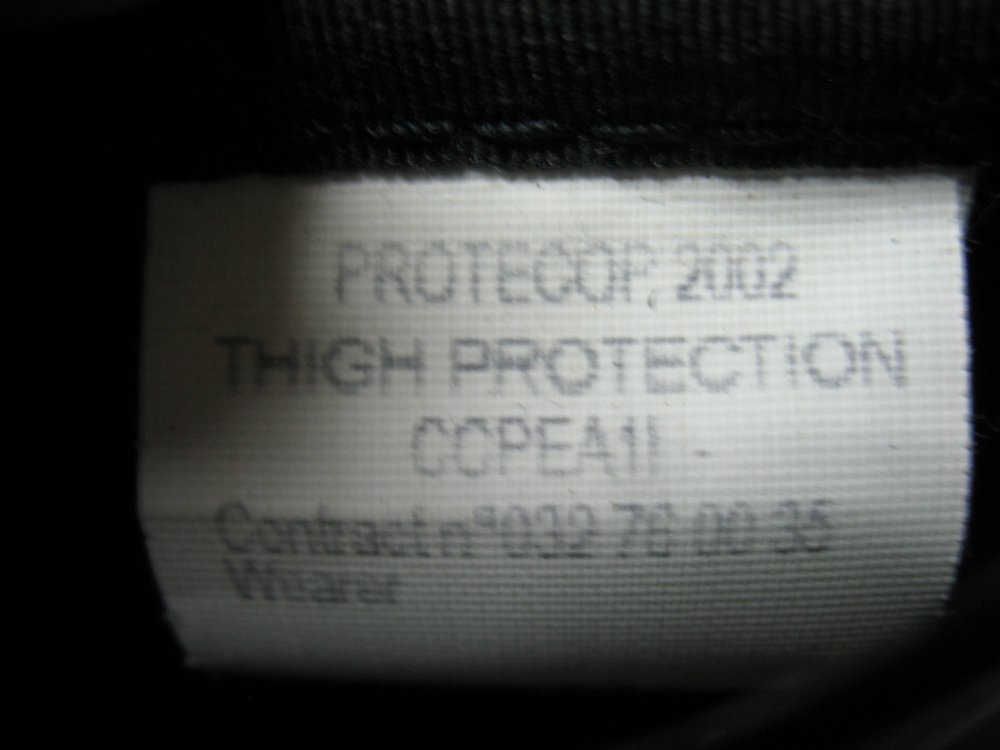 PROTECOP 2002
THIGH PROTECTION
CCPEA1I -
Contract n°032 76 00 35
Wearer